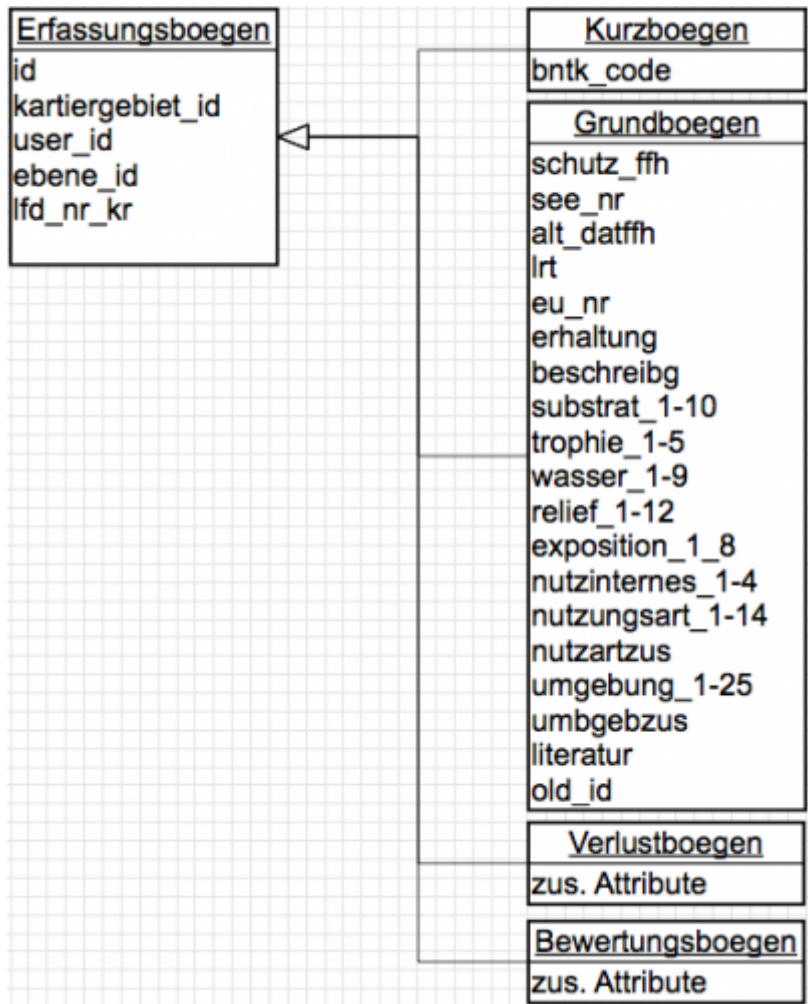 Erfassungsboegen
id
kartiergebiet_id
user_id
ebene_id
lfd_nr_kr
Kurzboegen
bntk_code
Grundboegen
schutz_ffh
see_nr
alt_datffh
lrt
eu_nr
erhaltung
beschreibg
substrat_1-10
trophie_1-5
wasser_1-9
relief_1-12
exposition_1_8
nutzinternes_1-4
nutzungsart_1-14
nutzartzus
umgebung_1-25
umbgebzus
literatur
old_id
Verlustboegen
zus. Attribute
Bewertungsboegen
zus. Attribute